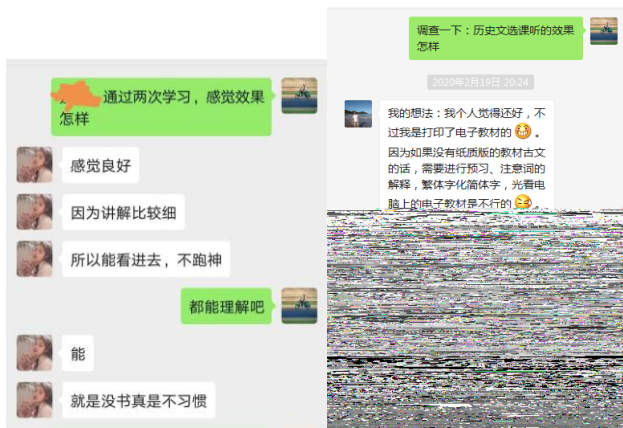 通过两次学习，感觉效果
怎样
感觉良好
因为讲解比较细
所以能看进去，不跑神
都能理解吧
能
就是没书真是不习惯
调查一下：历史文选课听的效果
怎样
2020年2月19日 20:24
我的想法：我个人觉得还好，不
过我是打印了电子教材的。
因为如果没有纸质版的教材古文
的话，需要进行预习、注意词的
解释，繁体字化简体字，光看电
脑上的电子教材是不行的。